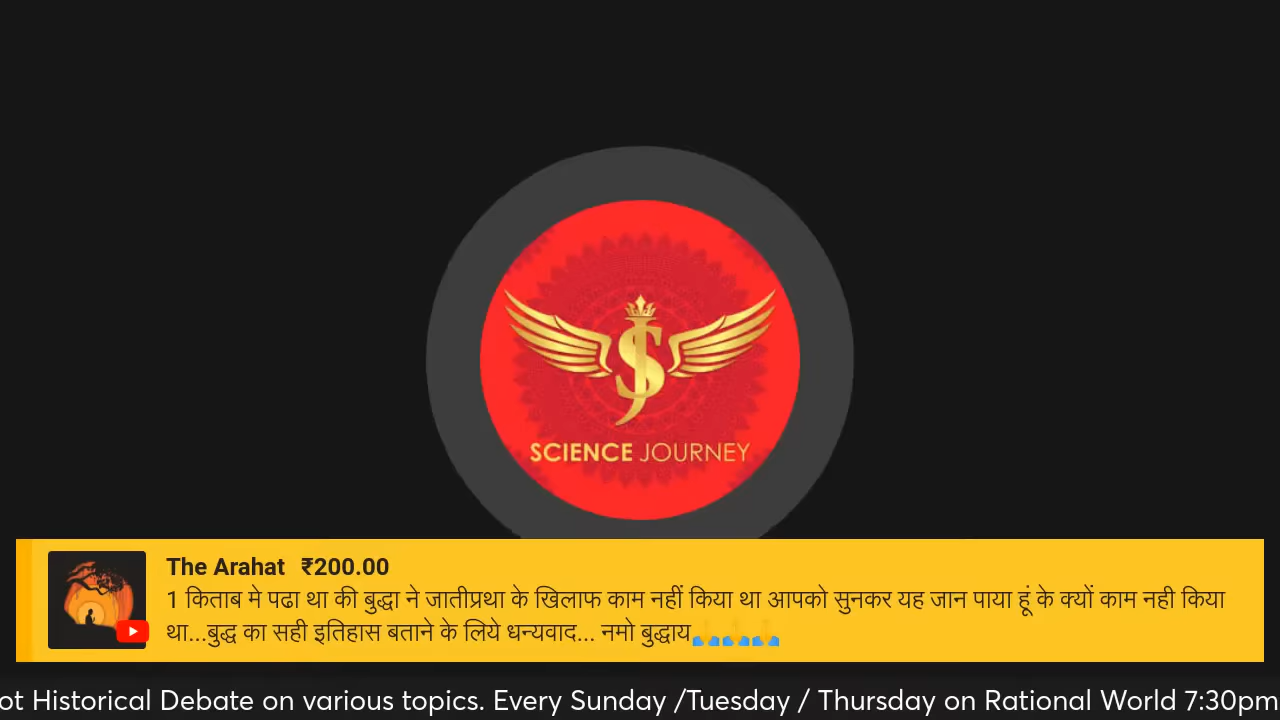 SCIENCE JOURNEY
The Arahat ₹200.00
1 किताब मे पढा था की बुद्धा ने जातीप्रथा के खिलाफ काम नहीं किया था आपको सुनकर यह जान पाया हूं के क्यों काम नही किया
था...बुद्ध का सही इतिहास बताने के लिये धन्यवाद... नमो बुद्धाय
ot Historical Debate on various topics. Every Sunday /Tuesday / Thursday on Rational World 7:30pm